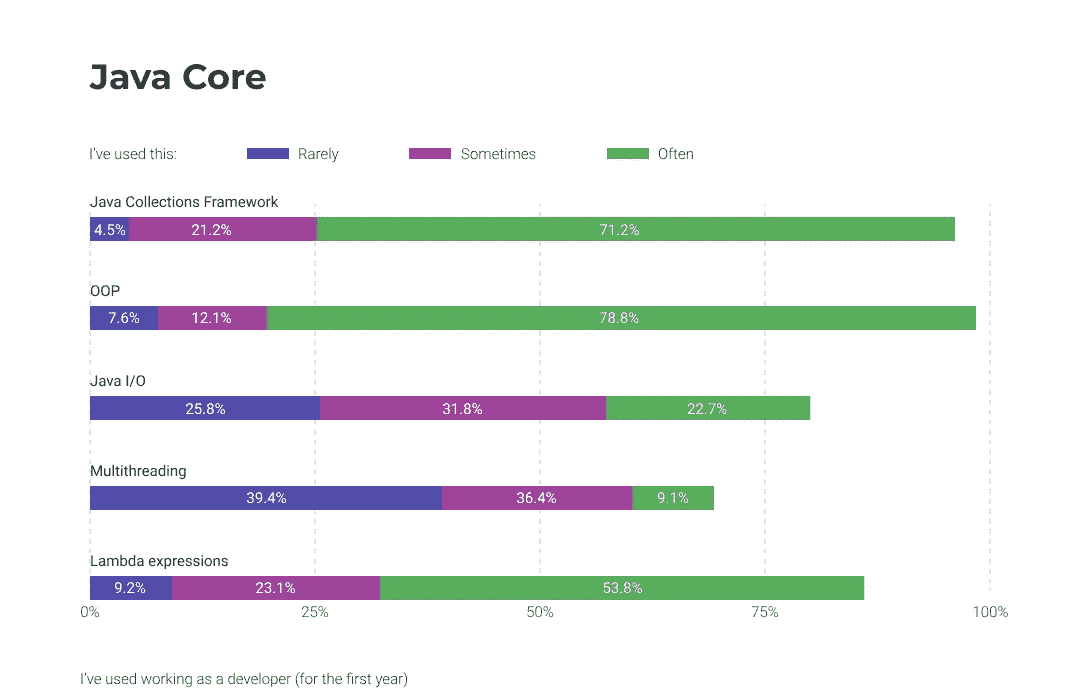 Java Core
I've used this: Rarely Sometimes Often
Java Collections Framework
4.5% 21.2% 71.2%
OOP
7.6% 12.1% 78.8%
Java I/O
25.8% 31.8% 22.7%
Multithreading
39.4% 36.4% 9.1%
Lambda expressions
9.2% 23.1% 53.8%
0% 25% 50% 75% 100%
I've used working as a developer (for the first year)